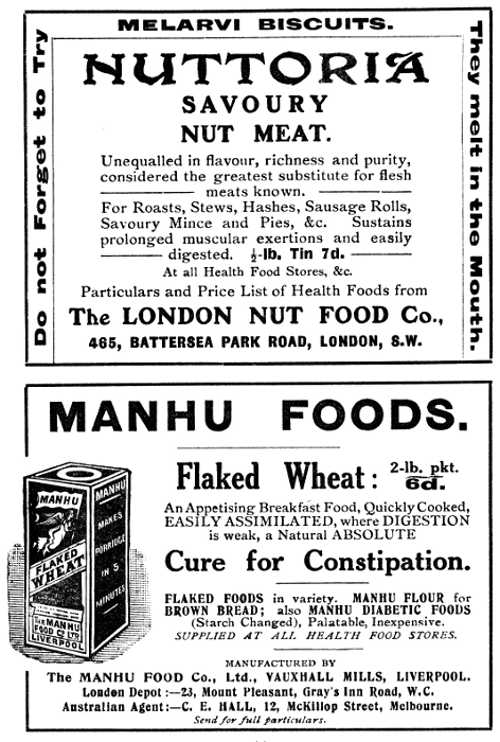 MELARVI BISCUITS.
Do not Forget to Try
They melt in the Mouth.
NUTTORIA
SAVOURY
NUT MEAT.
Unequalled in flavour, richness and purity,
considered the greatest substitute for flesh
meats known.
For Roasts, Stews, Hashes, Sausage Rolls,
Savoury Mince and Pies, &c. Sustains
prolonged muscular exertions and easily
digested. ½-lb. Tin 7d.
At all Health Food Stores, &c.
Particulars and Price List of Health Foods from
The LONDON NUT FOOD Co.,
465, BATTERSEA PARK ROAD, LONDON, S.W.
MANHU FOODS.
Flaked Wheat: 2-lb. pkt.
6d.
An Appetising Breakfast Food, Quickly Cooked,
EASILY ASSIMILATED, where DIGESTION
is weak, a Natural ABSOLUTE
Cure for Constipation.
FLAKED FOODS in variety. MANHU FLOUR for
BROWN BREAD; also MANHU DIABETIC FOODS
(Starch Changed), Palatable, Inexpensive.
SUPPLIED AT ALL HEALTH FOOD STORES.
MANUFACTURED BY
The MANHU FOOD Co., Ltd., VAUXHALL MILLS, LIVERPOOL.
London Depot:—23, Mount Pleasant, Gray's Inn Road, W.C.
Australian Agent:—C. E. HALL, 12, McKillop Street, Melbourne.
Send for full particulars.
MANHU
FLAKED
WHEAT
THE MANHU
FOOD Co LTD
LIVERPOOL
MANHU
MAKES
PORRIDGE
IN 5
MINUTES